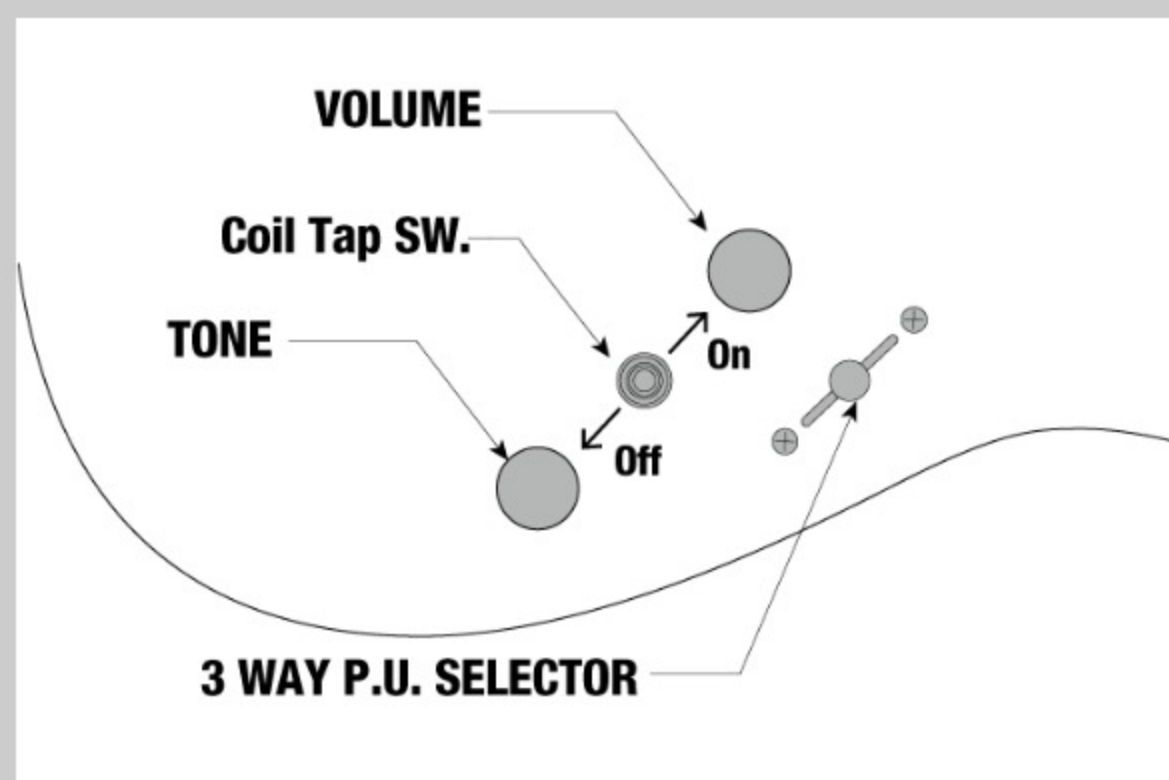 VOLUME
Coil Tap SW.
TONE
On
Off
3 WAY P.U. SELECTOR